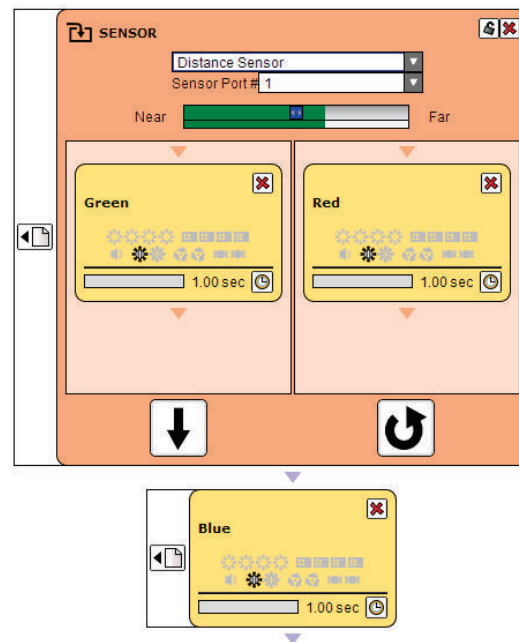 SENSOR
Distance Sensor
Sensor Port # 1
Near Far
Green Red
1.00 sec 1.00 sec
Blue
1.00 sec